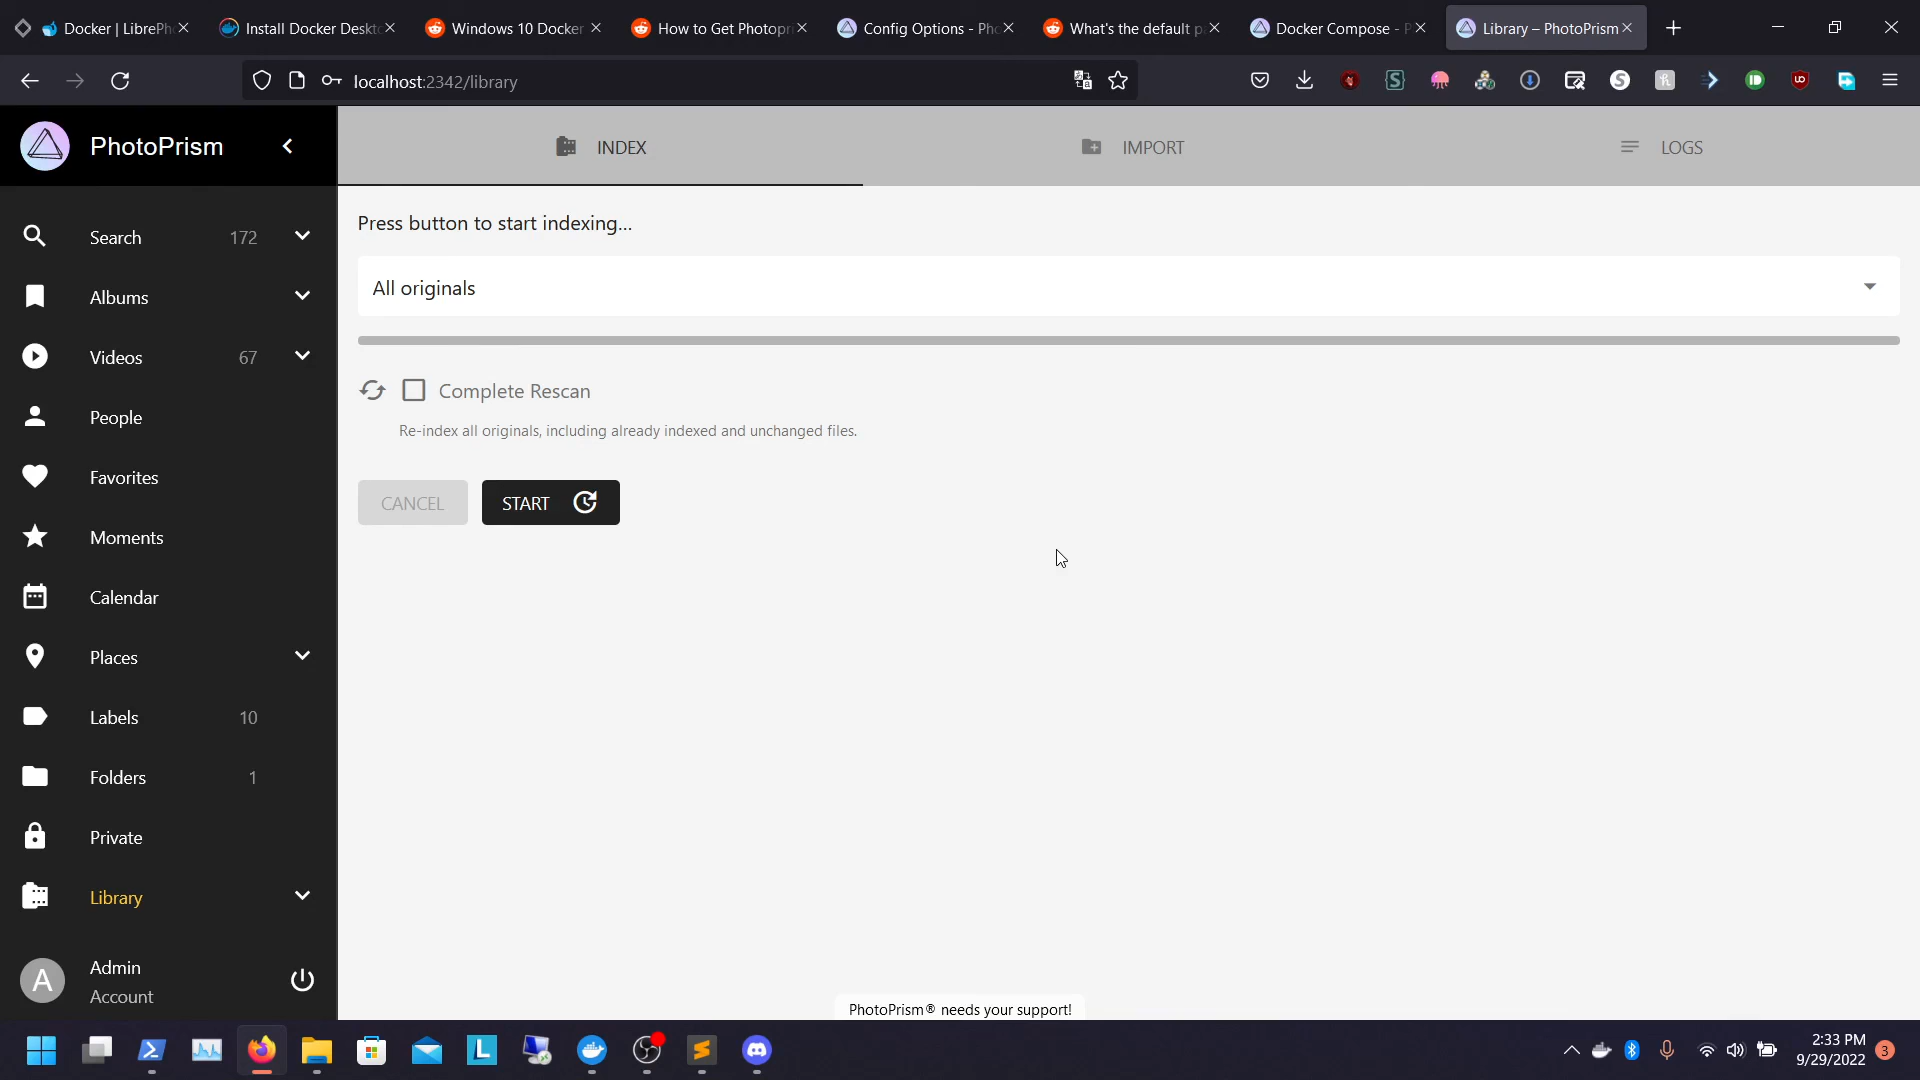 Docker | LibrePh
Install Docker Deskto
Windows 10 Docker
How to Get Photopri
Config Options - Pho
What's the default p
Docker Compose - P
Library – PhotoPrism
localhost:2342/library
PhotoPrism
INDEX
IMPORT
LOGS
Press button to start indexing...
All originals
Complete Rescan
Re-index all originals, including already indexed and unchanged files.
CANCEL
START
Search 172
Albums
Videos 67
People
Favorites
Moments
Calendar
Places
Labels 10
Folders 1
Private
Library
A
Admin
Account
PhotoPrism® needs your support!
2:33 PM
9/29/2022
3